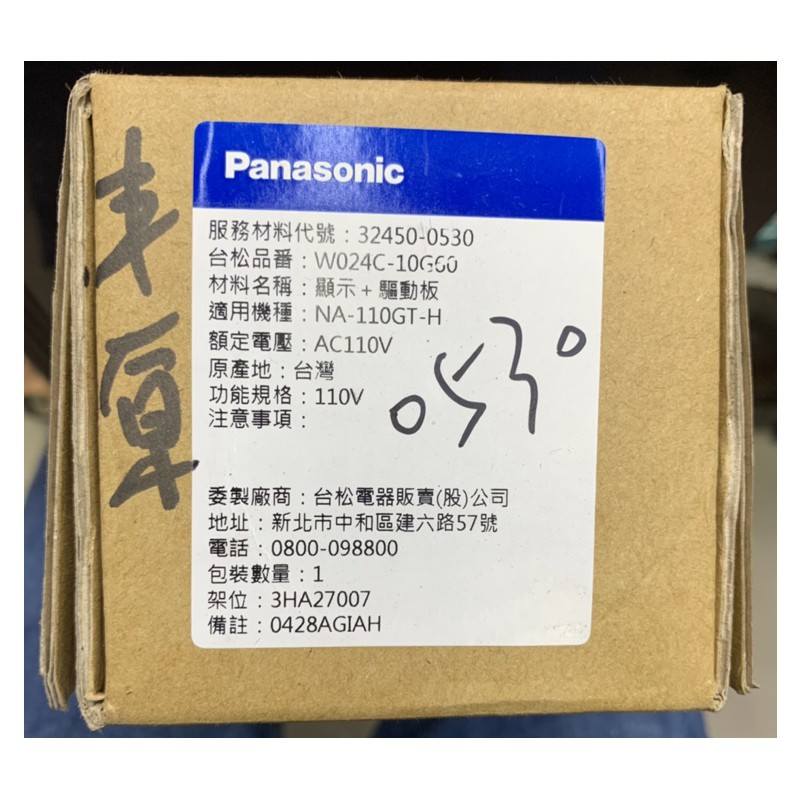 Panasonic
服務材料代號：32450-0530
台松品番：W024C-10G60
材料名稱：顯示+驅動板
適用機種：NA-110GT-H
額定電壓：AC110V
原產地：台灣
功能規格：110V
注意事項：
0530
委製廠商：台松電器販賣(股)公司
地址：新北市中和區建六路57號
電話：0800-098800
包裝數量：1
架位：3HA27007
備註：0428AGIAH